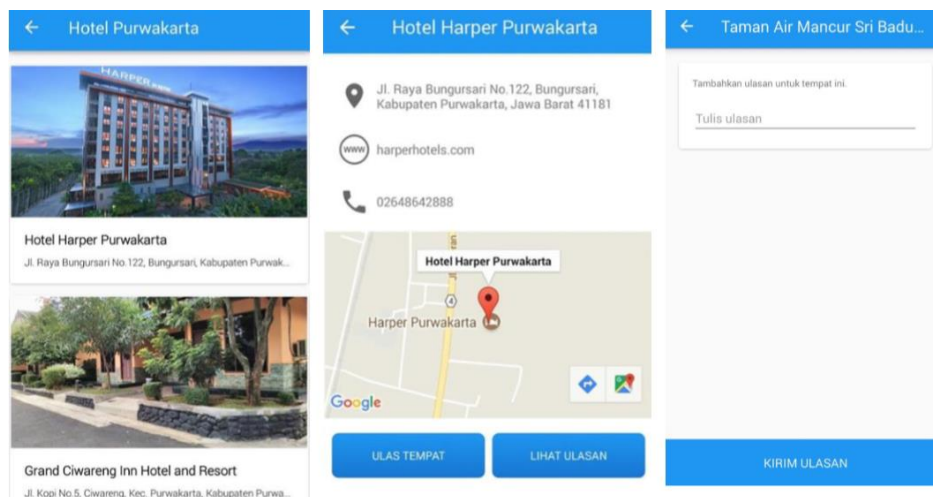 Hotel Purwakarta
HARPER
Hotel Harper Purwakarta
Jl. Raya Bungursari No.122, Bungursari, Kabupaten Purwak...
Grand Ciwareng Inn Hotel and Resort
Jl. Kopi No.5, Ciwareng, Kec. Purwakarta, Kabupaten Purwa...
Hotel Harper Purwakarta
Jl. Raya Bungursari No.122, Bungursari,
Kabupaten Purwakarta, Jawa Barat 41181
www
harperhotels.com
02648642888
Hotel Harper Purwakarta
4
Harper Purwakarta
Google
ULAS TEMPAT
LIHAT ULASAN
Taman Air Mancur Sri Badu...
Tambahkan ulasan untuk tempat ini.
Tulis ulasan
KIRIM ULASAN